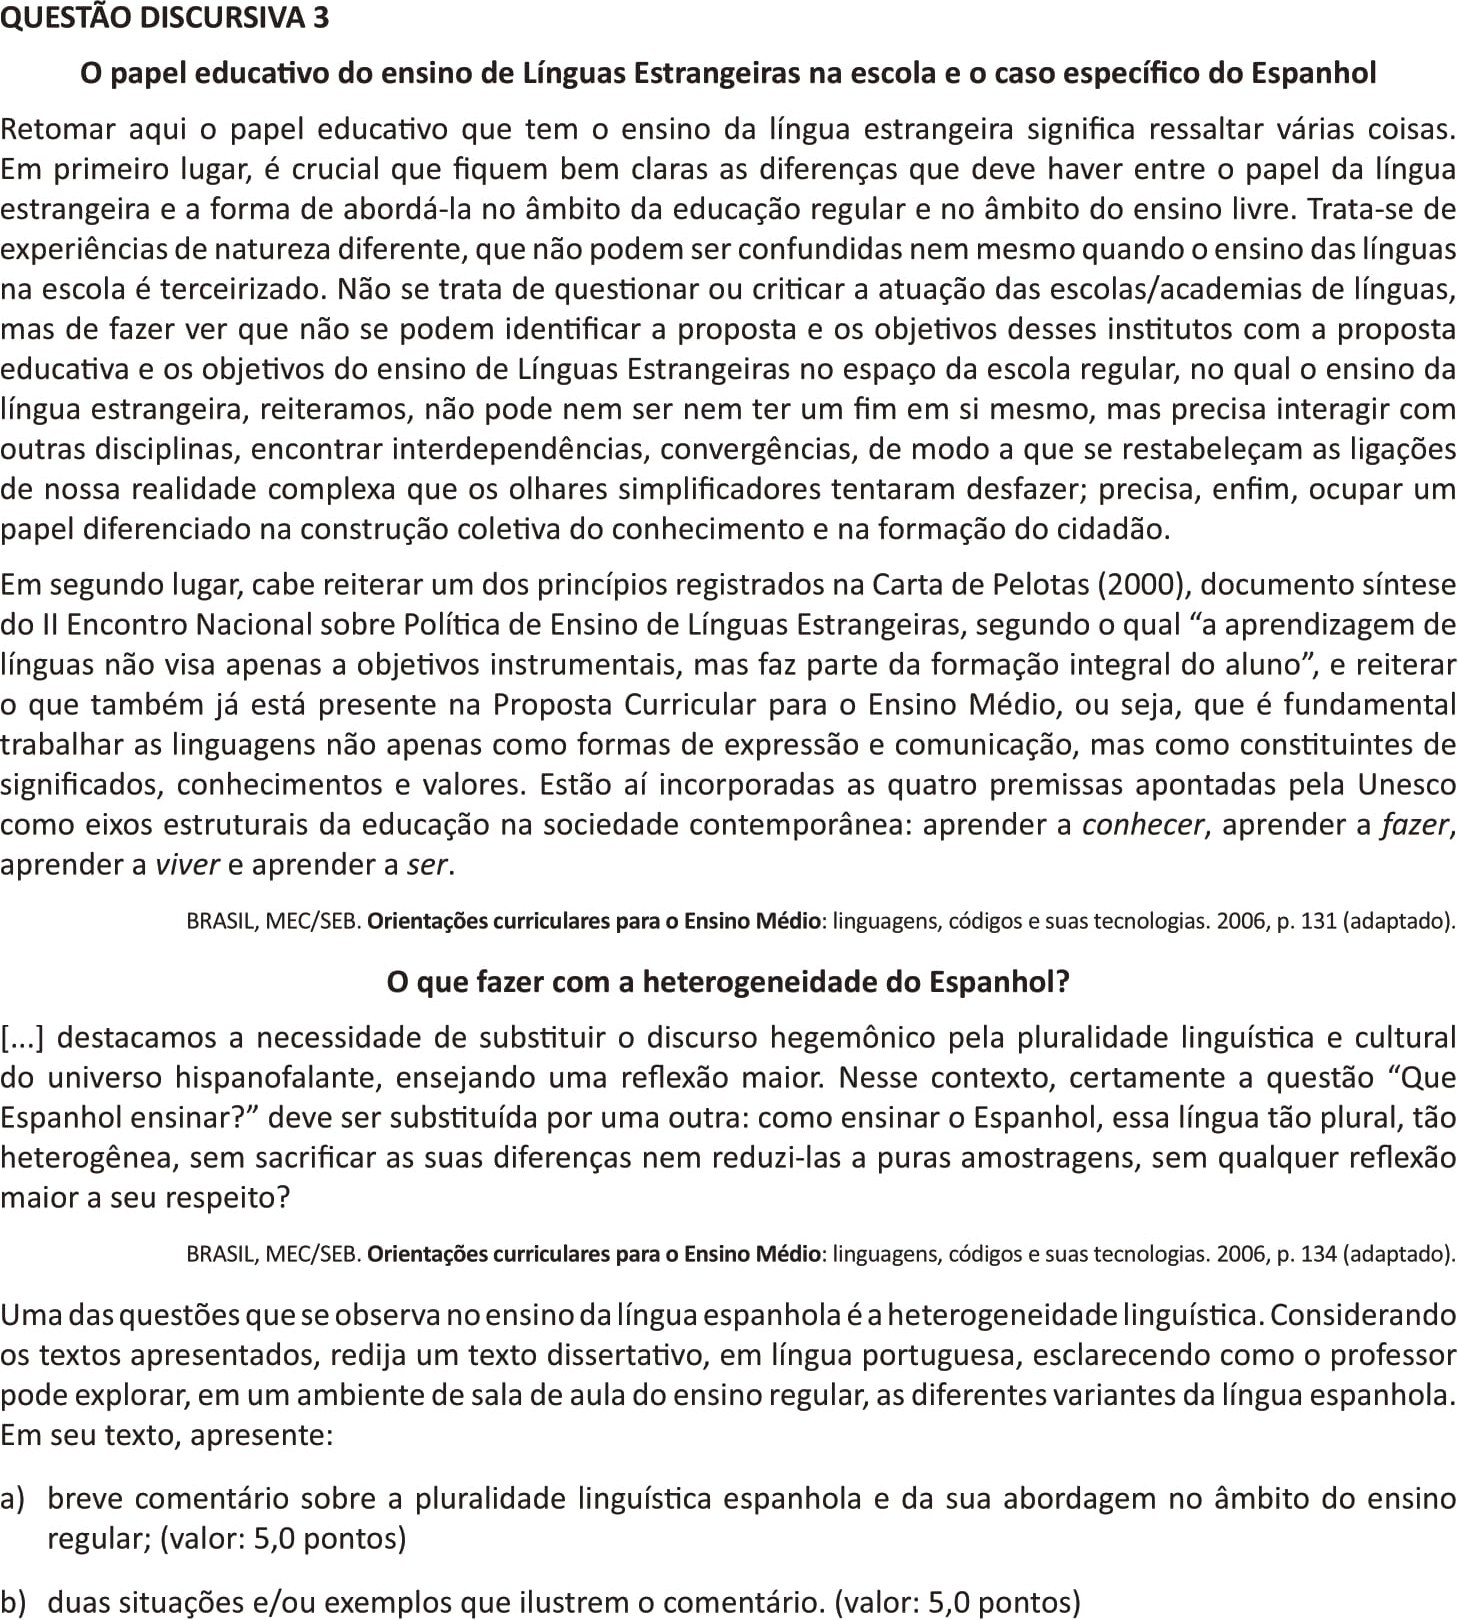 QUESTÃO DISCURSIVA 3
O papel educativo do ensino de Línguas Estrangeiras na escola e o caso específico do Espanhol
Retomar aqui o papel educativo que tem o ensino da língua estrangeira significa ressaltar várias coisas.
Em primeiro lugar, é crucial que fiquem bem claras as diferenças que deve haver entre o papel da língua
estrangeira e a forma de abordá-la no âmbito da educação regular e no âmbito do ensino livre. Trata-se de
experiências de natureza diferente, que não podem ser confundidas nem mesmo quando o ensino das línguas
na escola é terceirizado. Não se trata de questionar ou criticar a atuação das escolas/academias de línguas,
mas de fazer ver que não se podem identificar a proposta e os objetivos desses institutos com a proposta
educativa e os objetivos do ensino de Línguas Estrangeiras no espaço da escola regular, no qual o ensino da
língua estrangeira, reiteramos, não pode nem ser nem ter um fim em si mesmo, mas precisa interagir com
outras disciplinas, encontrar interdependências, convergências, de modo a que se restabeleçam as ligações
de nossa realidade complexa que os olhares simplificadores tentaram desfazer; precisa, enfim, ocupar um
papel diferenciado na construção coletiva do conhecimento e na formação do cidadão.
Em segundo lugar, cabe reiterar um dos princípios registrados na Carta de Pelotas (2000), documento síntese
do II Encontro Nacional sobre Política de Ensino de Línguas Estrangeiras, segundo o qual “a aprendizagem de
línguas não visa apenas a objetivos instrumentais, mas faz parte da formação integral do aluno”, e reiterar
o que também já está presente na Proposta Curricular para o Ensino Médio, ou seja, que é fundamental
trabalhar as linguagens não apenas como formas de expressão e comunicação, mas como constituintes de
significados, conhecimentos e valores. Estão aí incorporadas as quatro premissas apontadas pela Unesco
como eixos estruturais da educação na sociedade contemporânea: aprender a conhecer, aprender a fazer,
aprender a viver e aprender a ser.
BRASIL, MEC/SEB. Orientações curriculares para o Ensino Médio: linguagens, códigos e suas tecnologias. 2006, p. 131 (adaptado).
O que fazer com a heterogeneidade do Espanhol?
[...] destacamos a necessidade de substituir o discurso hegemônico pela pluralidade linguística e cultural
do universo hispanofalante, ensejando uma reflexão maior. Nesse contexto, certamente a questão “Que
Espanhol ensinar?” deve ser substituída por uma outra: como ensinar o Espanhol, essa língua tão plural, tão
heterogênea, sem sacrificar as suas diferenças nem reduzi-las a puras amostragens, sem qualquer reflexão
maior a seu respeito?
BRASIL, MEC/SEB. Orientações curriculares para o Ensino Médio: linguagens, códigos e suas tecnologias. 2006, p. 134 (adaptado).
Uma das questões que se observa no ensino da língua espanhola é a heterogeneidade linguística. Considerando
os textos apresentados, redija um texto dissertativo, em língua portuguesa, esclarecendo como o professor
pode explorar, em um ambiente de sala de aula do ensino regular, as diferentes variantes da língua espanhola.
Em seu texto, apresente:
a) breve comentário sobre a pluralidade linguística espanhola e da sua abordagem no âmbito do ensino
regular; (valor: 5,0 pontos)
b) duas situações e/ou exemplos que ilustrem o comentário. (valor: 5,0 pontos)